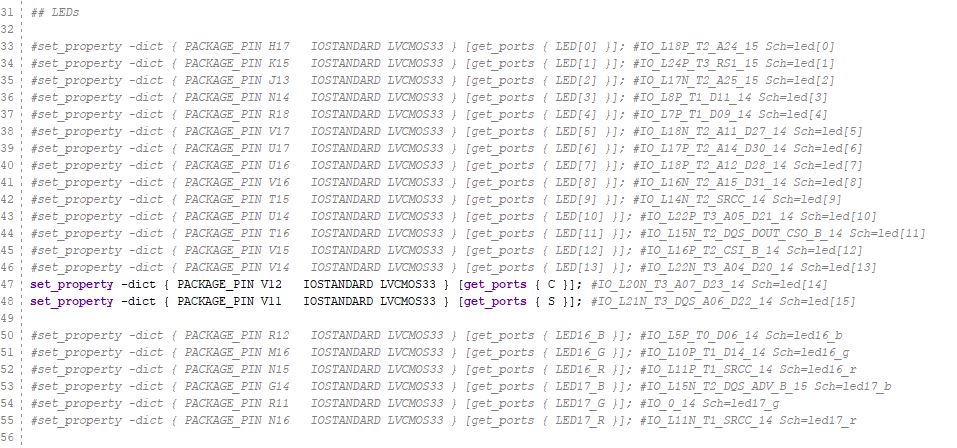 31 ## LEDs
32
33 #set_property -dict { PACKAGE_PIN H17   IOSTANDARD LVCMOS33 } [get_ports { LED[0] }]; #IO_L18P_T2_A24_15 Sch=led[0]
34 #set_property -dict { PACKAGE_PIN K15   IOSTANDARD LVCMOS33 } [get_ports { LED[1] }]; #IO_L24P_T3_RS1_15 Sch=led[1]
35 #set_property -dict { PACKAGE_PIN J13   IOSTANDARD LVCMOS33 } [get_ports { LED[2] }]; #IO_L17N_T2_A25_15 Sch=led[2]
36 #set_property -dict { PACKAGE_PIN N14   IOSTANDARD LVCMOS33 } [get_ports { LED[3] }]; #IO_L8P_T1_D11_14 Sch=led[3]
37 #set_property -dict { PACKAGE_PIN R18   IOSTANDARD LVCMOS33 } [get_ports { LED[4] }]; #IO_L7P_T1_D09_14 Sch=led[4]
38 #set_property -dict { PACKAGE_PIN V17   IOSTANDARD LVCMOS33 } [get_ports { LED[5] }]; #IO_L18N_T2_A11_D27_14 Sch=led[5]
39 #set_property -dict { PACKAGE_PIN U17   IOSTANDARD LVCMOS33 } [get_ports { LED[6] }]; #IO_L17P_T2_A14_D30_14 Sch=led[6]
40 #set_property -dict { PACKAGE_PIN U16   IOSTANDARD LVCMOS33 } [get_ports { LED[7] }]; #IO_L18P_T2_A12_D28_14 Sch=led[7]
41 #set_property -dict { PACKAGE_PIN V16   IOSTANDARD LVCMOS33 } [get_ports { LED[8] }]; #IO_L16N_T2_A15_D31_14 Sch=led[8]
42 #set_property -dict { PACKAGE_PIN T15   IOSTANDARD LVCMOS33 } [get_ports { LED[9] }]; #IO_L14N_T2_SRCC_14 Sch=led[9]
43 #set_property -dict { PACKAGE_PIN U14   IOSTANDARD LVCMOS33 } [get_ports { LED[10] }]; #IO_L22P_T3_A05_D21_14 Sch=led[10]
44 #set_property -dict { PACKAGE_PIN T16   IOSTANDARD LVCMOS33 } [get_ports { LED[11] }]; #IO_L15N_T2_DQS_DOUT_CSO_B_14 Sch=led[11]
45 #set_property -dict { PACKAGE_PIN V15   IOSTANDARD LVCMOS33 } [get_ports { LED[12] }]; #IO_L16P_T2_CSI_B_14 Sch=led[12]
46 #set_property -dict { PACKAGE_PIN V14   IOSTANDARD LVCMOS33 } [get_ports { LED[13] }]; #IO_L22N_T3_A04_D20_14 Sch=led[13]
47 set_property -dict { PACKAGE_PIN V12   IOSTANDARD LVCMOS33 } [get_ports { C }]; #IO_L20N_T3_A07_D23_14 Sch=led[14]
48 set_property -dict { PACKAGE_PIN V11   IOSTANDARD LVCMOS33 } [get_ports { S }]; #IO_L21N_T3_DQS_A06_D22_14 Sch=led[15]
49
50 #set_property -dict { PACKAGE_PIN R12   IOSTANDARD LVCMOS33 } [get_ports { LED16_B }]; #IO_L5P_T0_D06_14 Sch=led16_b
51 #set_property -dict { PACKAGE_PIN M16   IOSTANDARD LVCMOS33 } [get_ports { LED16_G }]; #IO_L10P_T1_D14_14 Sch=led16_g
52 #set_property -dict { PACKAGE_PIN N15   IOSTANDARD LVCMOS33 } [get_ports { LED16_R }]; #IO_L11P_T1_SRCC_14 Sch=led16_r
53 #set_property -dict { PACKAGE_PIN G14   IOSTANDARD LVCMOS33 } [get_ports { LED17_B }]; #IO_L15N_T2_DQS_ADV_B_15 Sch=led17_b
54 #set_property -dict { PACKAGE_PIN R11   IOSTANDARD LVCMOS33 } [get_ports { LED17_G }]; #IO_0_14 Sch=led17_g
55 #set_property -dict { PACKAGE_PIN N16   IOSTANDARD LVCMOS33 } [get_ports { LED17_R }]; #IO_L11N_T1_SRCC_14 Sch=led17_r
56